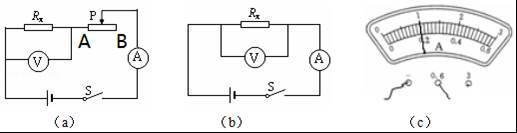 Rx
P
A B
V
A
S
(a)
Rx
V
A
S
(b)
0 1 2 3
0 0.2 0.4 0.6
A
- 0.6 3
(c)